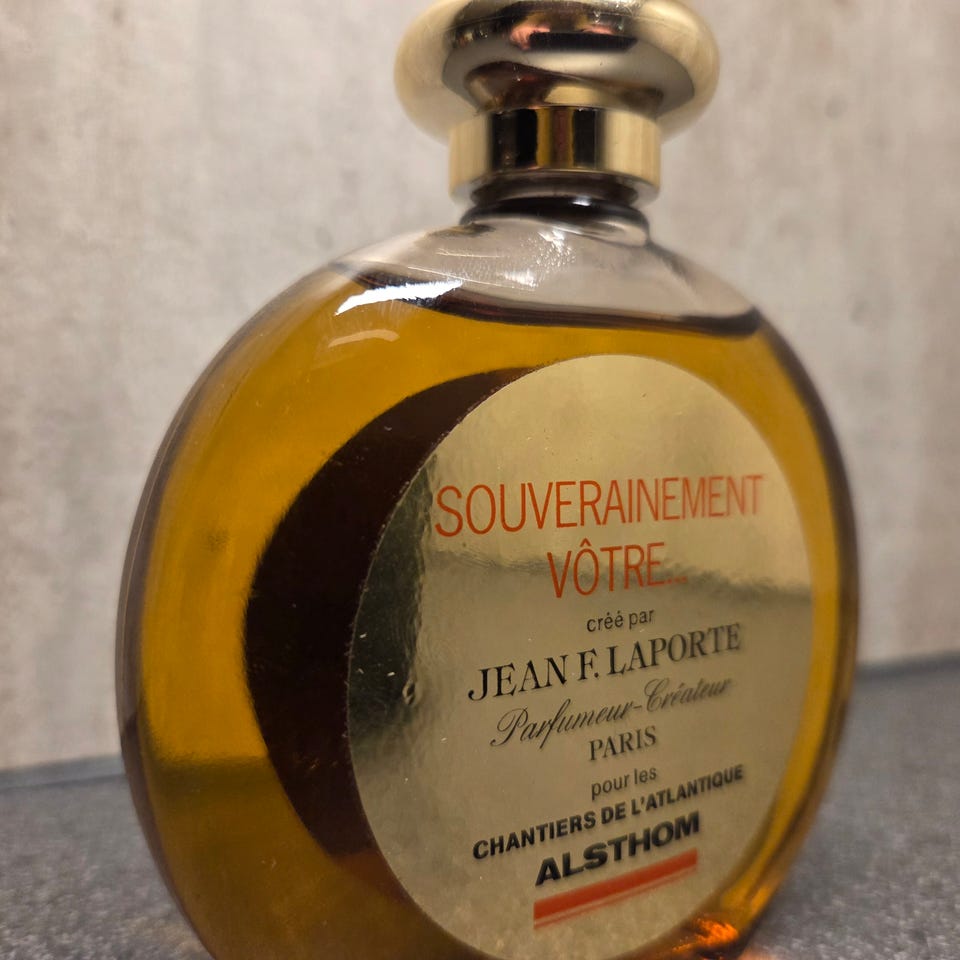 SOUVERAINEMENT
VÔTRE...
créé par
JEAN F. LAPORTE
Parfumeur-Créateur
PARIS
pour les
CHANTIERS DE L'ATLANTIQUE
ALSTHOM